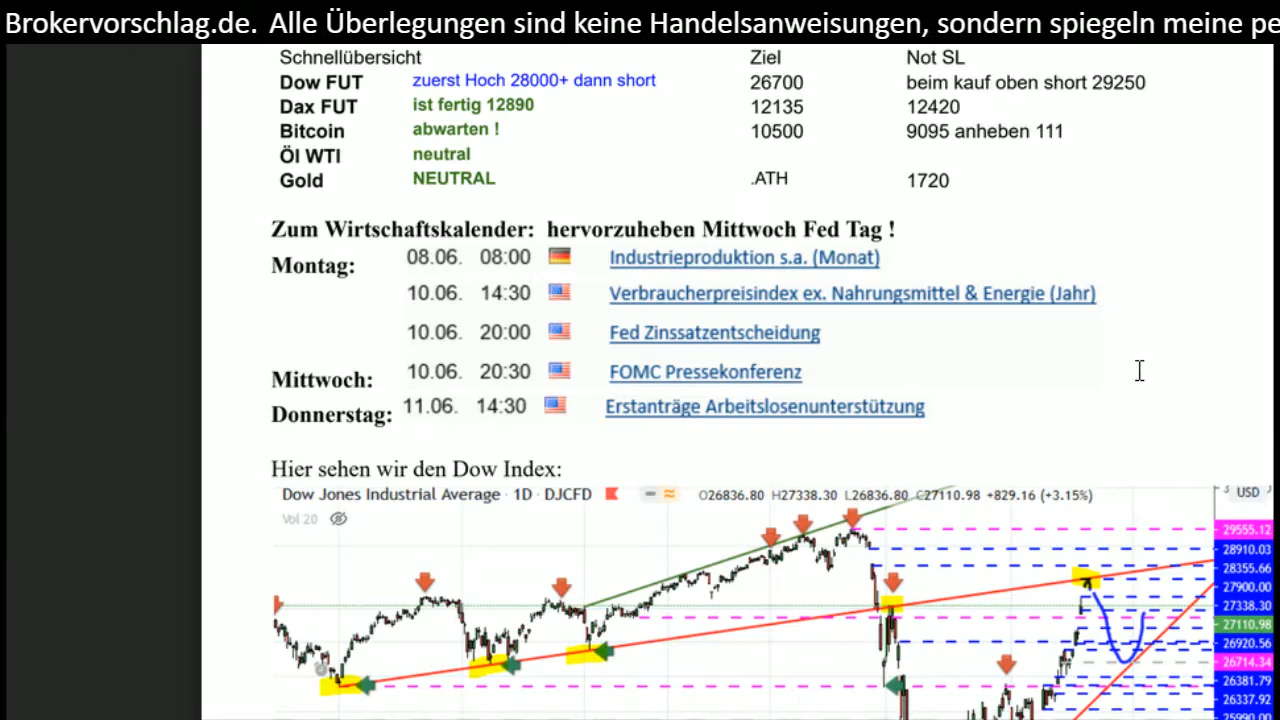 Brokervorschlag.de. Alle Überlegungen sind keine Handelsanweisungen, sondern spiegeln meine pe
Schnellübersicht Ziel Not SL
Dow FUT zuerst Hoch 28000+ dann short 26700 beim kauf oben short 29250
Dax FUT ist fertig 12890 12135 12420
Bitcoin abwarten ! 10500 9095 anheben 111
Öl WTI neutral
Gold NEUTRAL .ATH 1720
Zum Wirtschaftskalender: hervorzuheben Mittwoch Fed Tag !
Montag: 08.06. 08:00 Industrieproduktion s.a. (Monat)
10.06. 14:30 Verbraucherpreisindex ex. Nahrungsmittel & Energie (Jahr)
10.06. 20:00 Fed Zinssatzentscheidung
Mittwoch: 10.06. 20:30 FOMC Pressekonferenz
Donnerstag: 11.06. 14:30 Erstanträge Arbeitslosenunterstützung
Hier sehen wir den Dow Index:
Dow Jones Industrial Average · 1D · DJCFD O26836.80 H27338.30 L26836.80 C27110.98 +829.16 (+3.15%) USD
Vol 20
29555.12
28910.03
28355.66
27900.00
27338.30
27110.98
26920.56
26714.34
26381.79
26337.92
25990.00